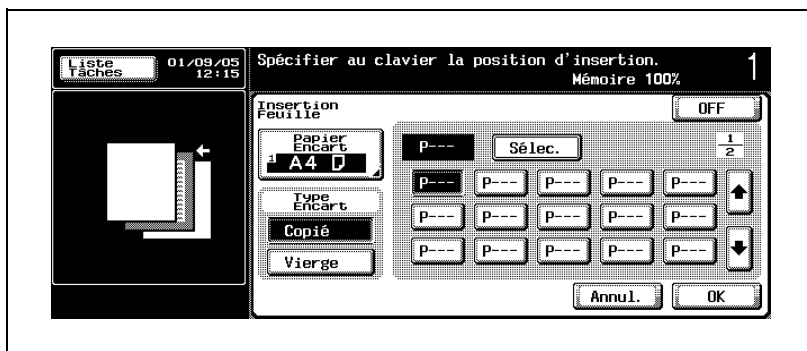 Liste
Tâches
01/09/05
12:15
Spécifier au clavier la position d'insertion.
Mémoire 100%
1
Insertion
Feuille
OFF
Papier
Encart
1 A4
P---
Sélec.
1
2
Type
Encart
Copié
Vierge
P--- P--- P--- P--- P---
P--- P--- P--- P--- P---
P--- P--- P--- P--- P---
Annul.
OK